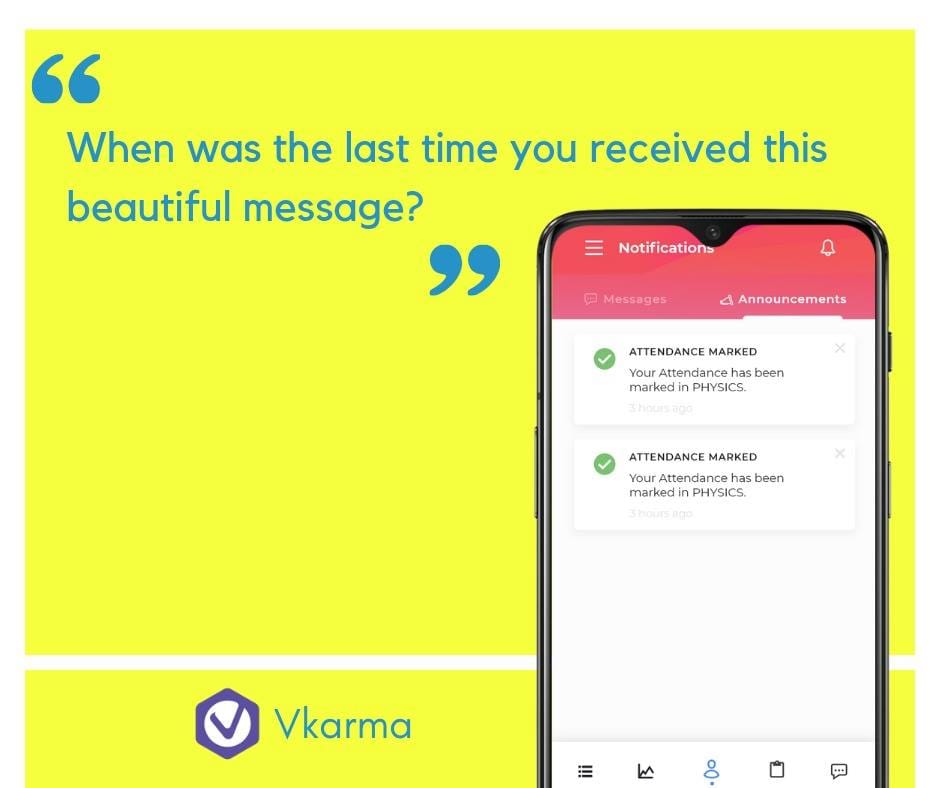 “
When was the last time you received this
beautiful message?
”
Notifications
Messages
Announcements
ATTENDANCE MARKED
Your Attendance has been
marked in PHYSICS.
3 hours ago
ATTENDANCE MARKED
Your Attendance has been
marked in PHYSICS.
3 hours ago
Vkarma